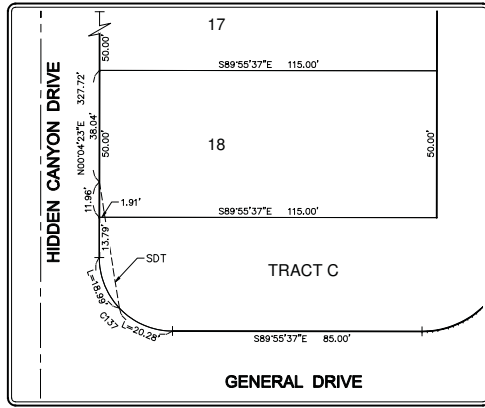 17
50.00'
S89°55'37"E 115.00'
327.72'
N00°04'23"E
38.04'
50.00'
18
50.00'
HIDDEN CANYON DRIVE
11.96'
1.91'
S89°55'37"E 115.00'
13.79'
SDT
TRACT C
L=18.99'
C137
L=20.28'
S89°55'37"E 85.00'
GENERAL DRIVE